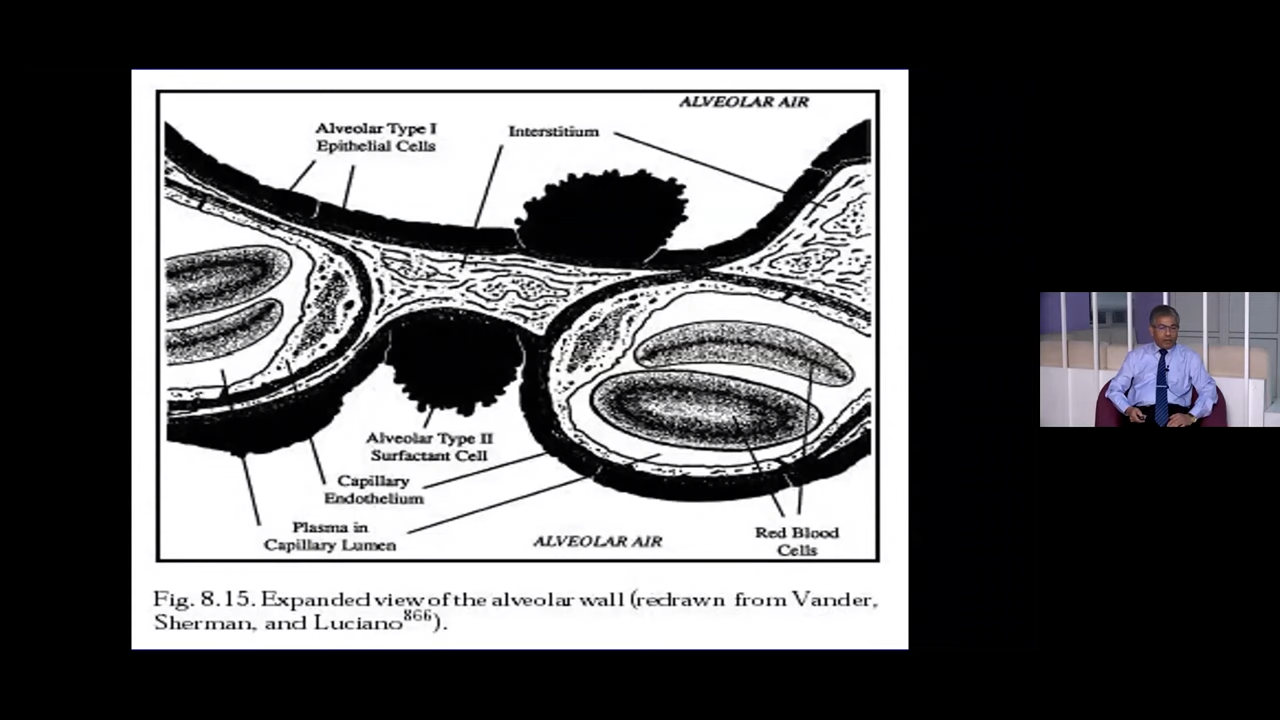 ALVEOLAR AIR
Alveolar Type I
Epithelial Cells
Interstitium
Alveolar Type II
Surfactant Cell
Capillary
Endothelium
Plasma in
Capillary Lumen
ALVEOLAR AIR
Red Blood
Cells
Fig. 8.15. Expanded view of the alveolar wall (redrawn from Vander,
Sherman, and Luciano866).